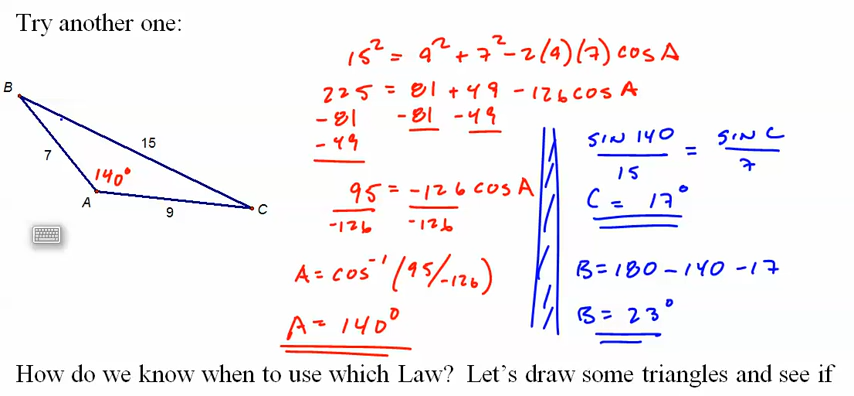 Try another one:
B
15
7
140°
A
9
C
15² = 9² + 7² - 2(9)(7) cos A
225 = 81 + 49 - 126 cos A
-81 -81 -49
-49
95 = -126 cos A
-126 -126
A = cos⁻¹(95/-126)
A = 140°
sin 140 = sin C
15 7
C = 17°
B = 180 - 140 - 17
B = 23°
How do we know when to use which Law? Let's draw some triangles and see if